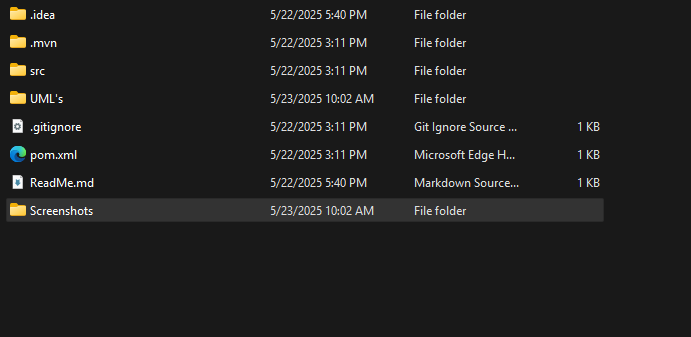 .idea 5/22/2025 5:40 PM File folder
.mvn 5/22/2025 3:11 PM File folder
src 5/22/2025 3:11 PM File folder
UML's 5/23/2025 10:02 AM File folder
.gitignore 5/22/2025 3:11 PM Git Ignore Source ... 1 KB
pom.xml 5/22/2025 3:11 PM Microsoft Edge H... 1 KB
ReadMe.md 5/22/2025 5:40 PM Markdown Source... 1 KB
Screenshots 5/23/2025 10:02 AM File folder